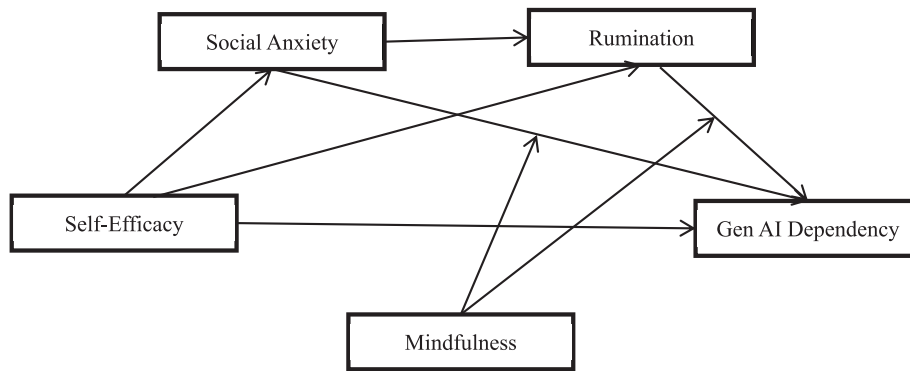 Social Anxiety
Rumination
Self-Efficacy
Gen AI Dependency
Mindfulness